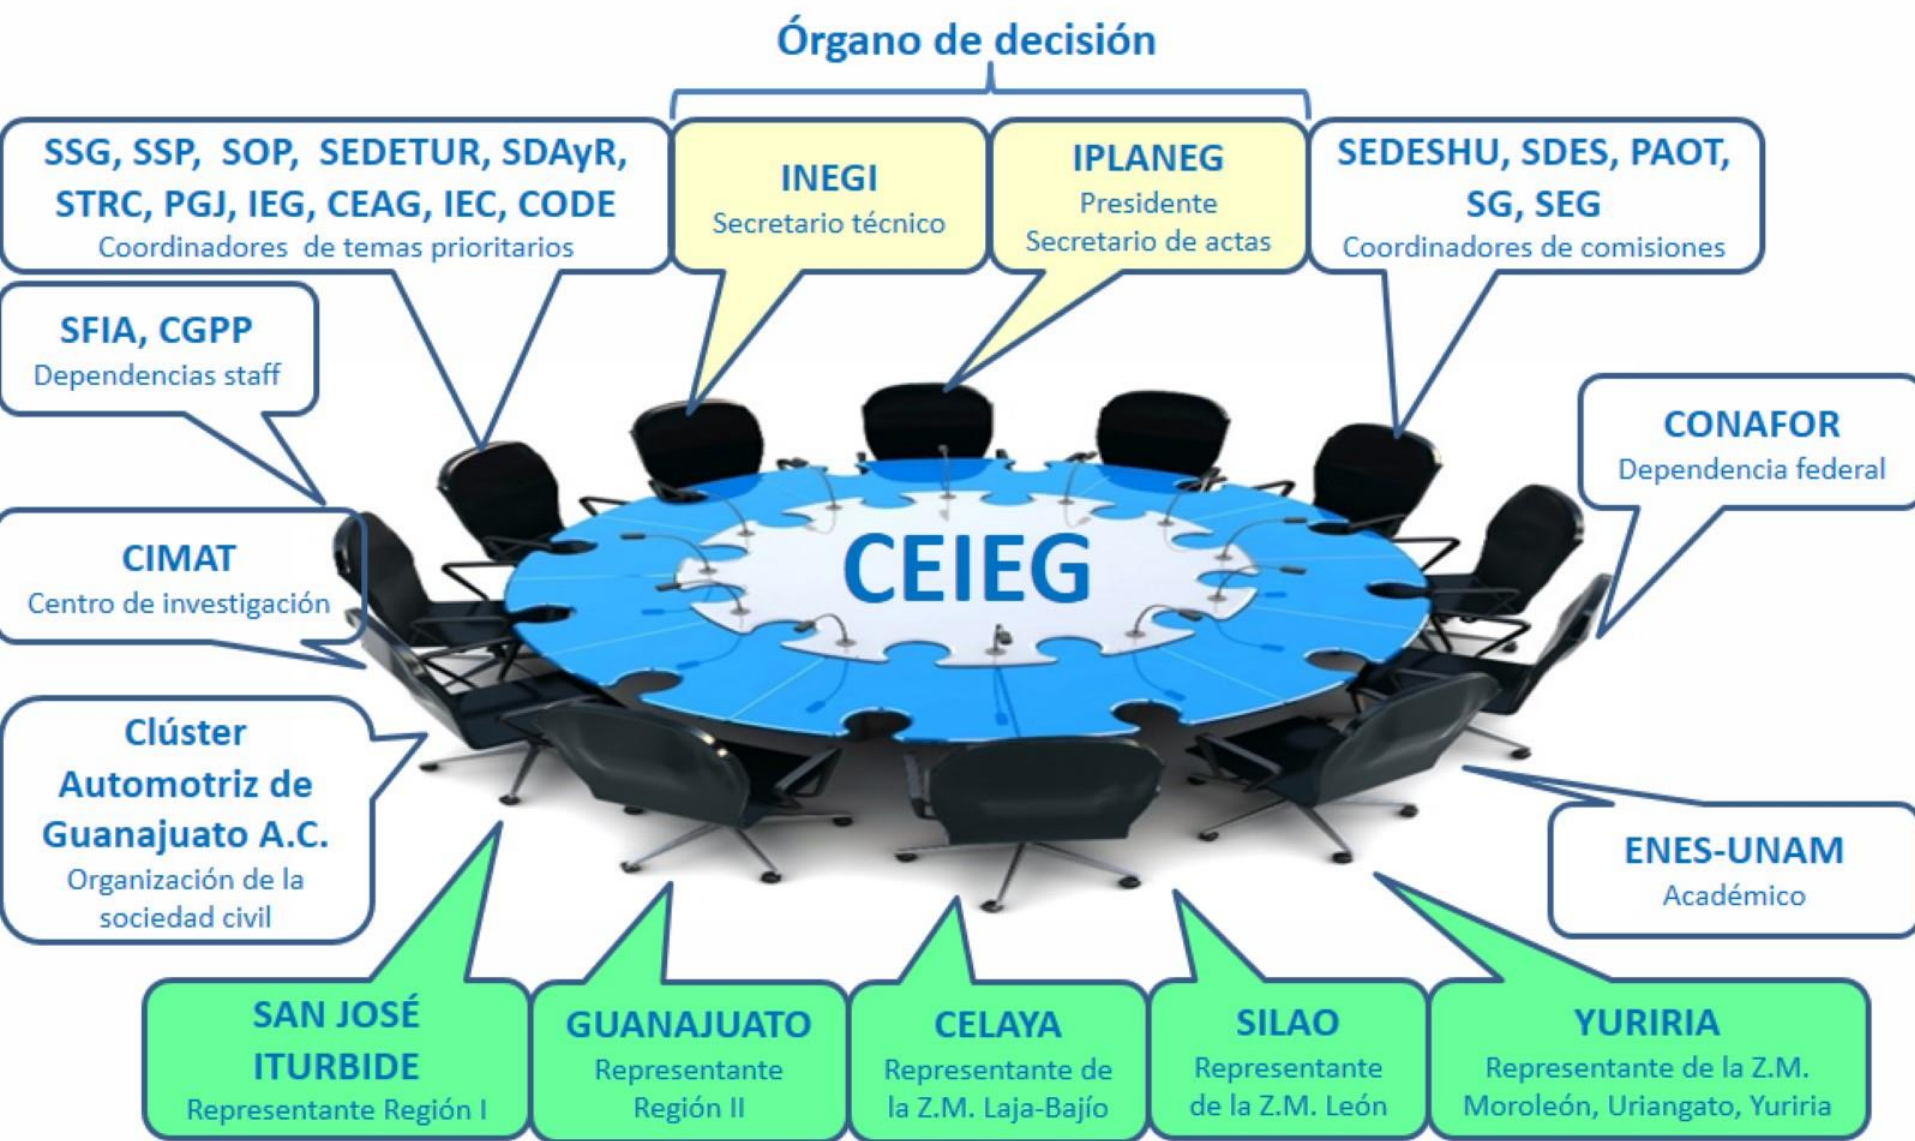 Órgano de decisión
SSG, SSP, SOP, SEDETUR, SDAyR,
STRC, PGJ, IEG, CEAG, IEC, CODE
Coordinadores de temas prioritarios
INEGI
Secretario técnico
IPLANEG
Presidente
Secretario de actas
SEDESHU, SDES, PAOT,
SG, SEG
Coordinadores de comisiones
SFIA, CGPP
Dependencias staff
CONAFOR
Dependencia federal
CIMAT
Centro de investigación
CEIEG
Clúster
Automotriz de
Guanajuato A.C.
Organización de la
sociedad civil
ENES-UNAM
Académico
SAN JOSÉ
ITURBIDE
Representante Región I
GUANAJUATO
Representante
Región II
CELAYA
Representante de
la Z.M. Laja-Bajío
SILAO
Representante
de la Z.M. León
YURIRIA
Representante de la Z.M.
Moroleón, Uriangato, Yuriria